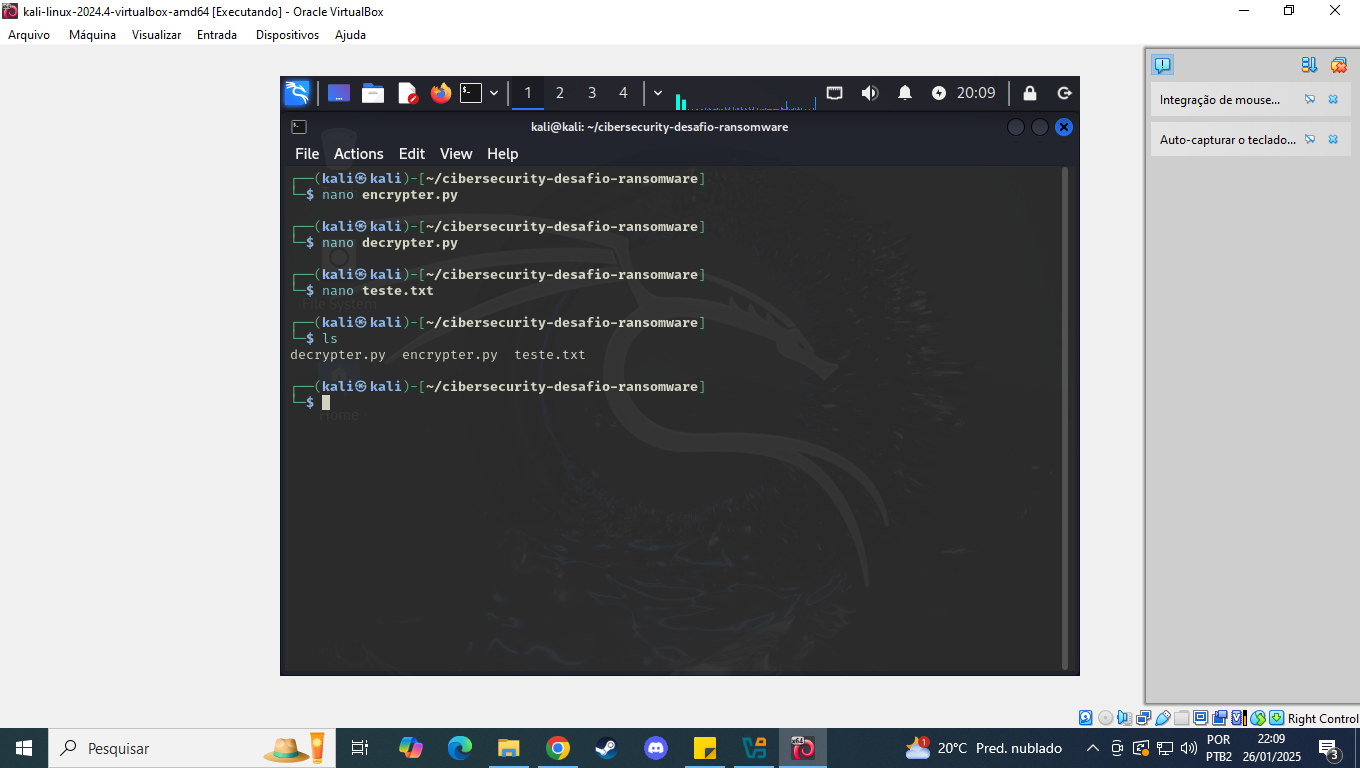 kali-linux-2024.4-virtualbox-amd64 [Executando] - Oracle VirtualBox
Arquivo Máquina Visualizar Entrada Dispositivos Ajuda
1 2 3 4 20:09
kali@kali: ~/cibersecurity-desafio-ransomware
File Actions Edit View Help
┌──(kali㉿kali)-[~/cibersecurity-desafio-ransomware]
└─$ nano encrypter.py
┌──(kali㉿kali)-[~/cibersecurity-desafio-ransomware]
└─$ nano decrypter.py
┌──(kali㉿kali)-[~/cibersecurity-desafio-ransomware]
└─$ nano teste.txt
File System
┌──(kali㉿kali)-[~/cibersecurity-desafio-ransomware]
└─$ ls
decrypter.py encrypter.py teste.txt
┌──(kali㉿kali)-[~/cibersecurity-desafio-ransomware]
└─$
Home
Integração de mouse...
Auto-capturar o teclado...
Right Control
Pesquisar
1
20°C Pred. nublado
POR
PTB2
22:09
26/01/2025
3